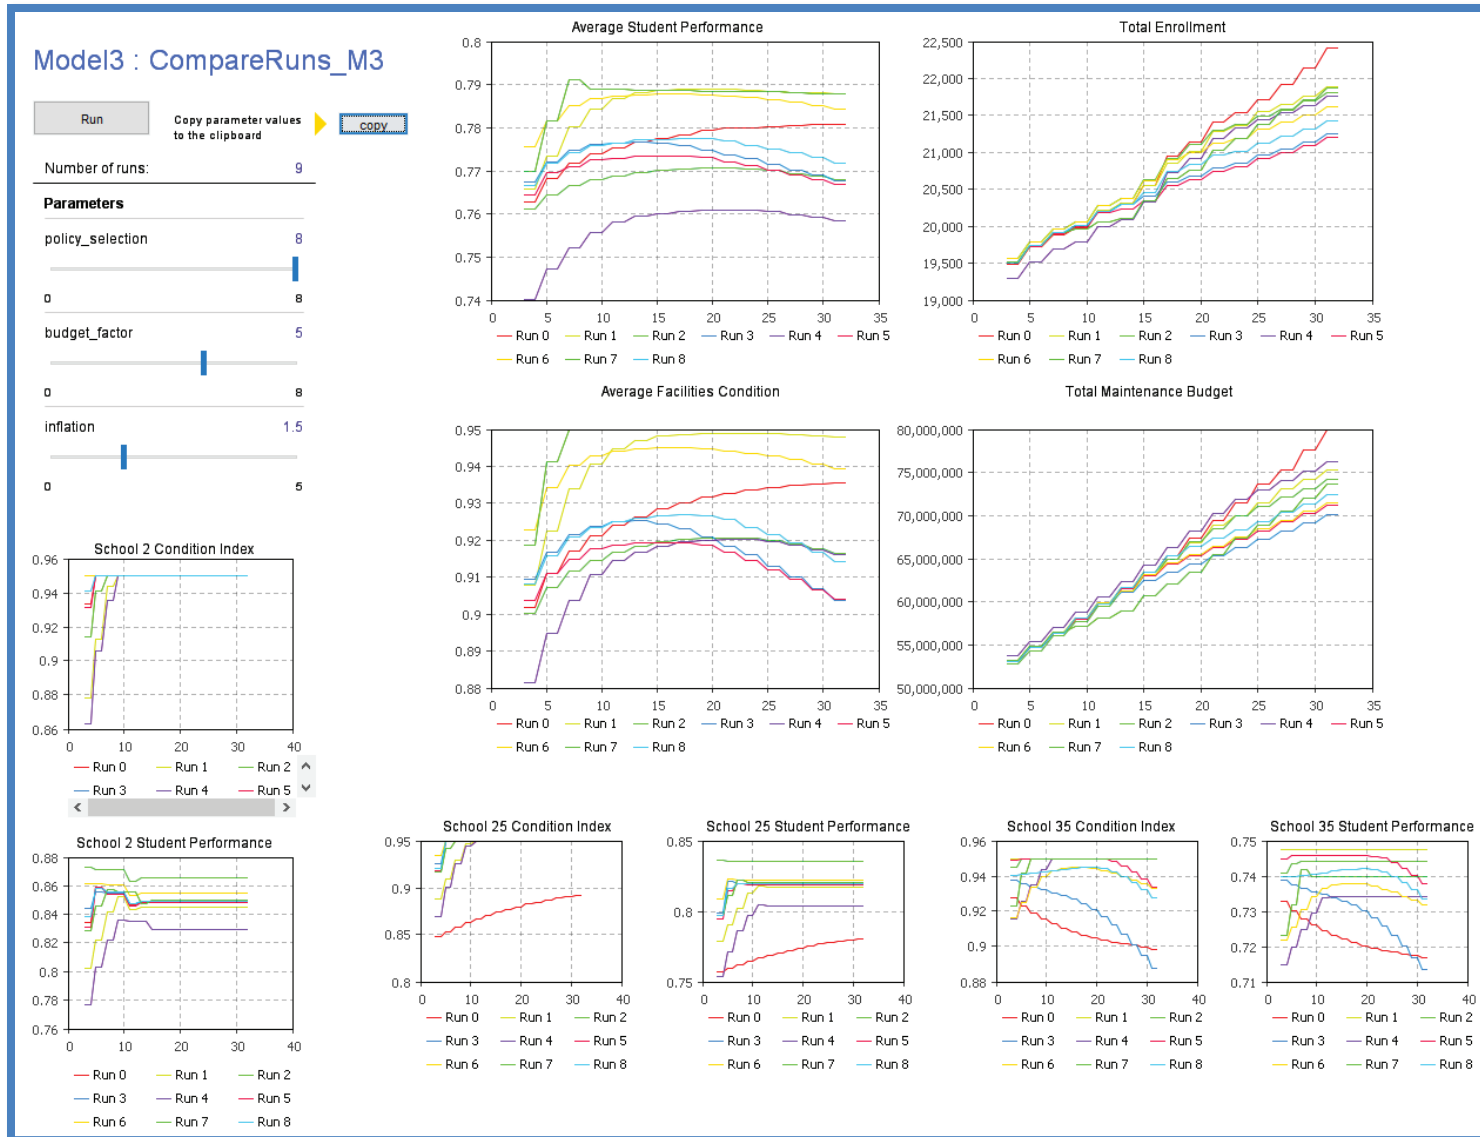 Model3 : CompareRuns_M3
Run
Copy parameter values
to the clipboard
copy
Number of runs: 9
Parameters
policy_selection 8
0 8
budget_factor 5
0 8
inflation 1.5
0 5
Average Student Performance
0.8
0.79
0.78
0.77
0.76
0.75
0.74
0 5 10 15 20 25 30 35
Run 0 Run 1 Run 2 Run 3 Run 4 Run 5
Run 6 Run 7 Run 8
Total Enrollment
22,500
22,000
21,500
21,000
20,500
20,000
19,500
19,000
0 5 10 15 20 25 30 35
Run 0 Run 1 Run 2 Run 3 Run 4 Run 5
Run 6 Run 7 Run 8
Average Facilities Condition
0.95
0.94
0.93
0.92
0.91
0.9
0.89
0.88
0 5 10 15 20 25 30 35
Run 0 Run 1 Run 2 Run 3 Run 4 Run 5
Run 6 Run 7 Run 8
Total Maintenance Budget
80,000,000
75,000,000
70,000,000
65,000,000
60,000,000
55,000,000
50,000,000
0 5 10 15 20 25 30 35
Run 0 Run 1 Run 2 Run 3 Run 4 Run 5
Run 6 Run 7 Run 8
School 2 Condition Index
0.96
0.94
0.92
0.9
0.88
0.86
0 10 20 30 40
Run 0 Run 1 Run 2
Run 3 Run 4 Run 5
School 2 Student Performance
0.88
0.86
0.84
0.82
0.8
0.78
0.76
0 10 20 30 40
Run 0 Run 1 Run 2
Run 3 Run 4 Run 5
Run 6 Run 7 Run 8
School 25 Condition Index
0.95
0.9
0.85
0.8
0 10 20 30 40
Run 0 Run 1 Run 2
Run 3 Run 4 Run 5
Run 6 Run 7 Run 8
School 25 Student Performance
0.85
0.8
0.75
0 10 20 30 40
Run 0 Run 1 Run 2
Run 3 Run 4 Run 5
Run 6 Run 7 Run 8
School 35 Condition Index
0.96
0.94
0.92
0.9
0.88
0 10 20 30 40
Run 0 Run 1 Run 2
Run 3 Run 4 Run 5
Run 6 Run 7 Run 8
School 35 Student Performance
0.75
0.74
0.73
0.72
0.71
0 10 20 30 40
Run 0 Run 1 Run 2
Run 3 Run 4 Run 5
Run 6 Run 7 Run 8